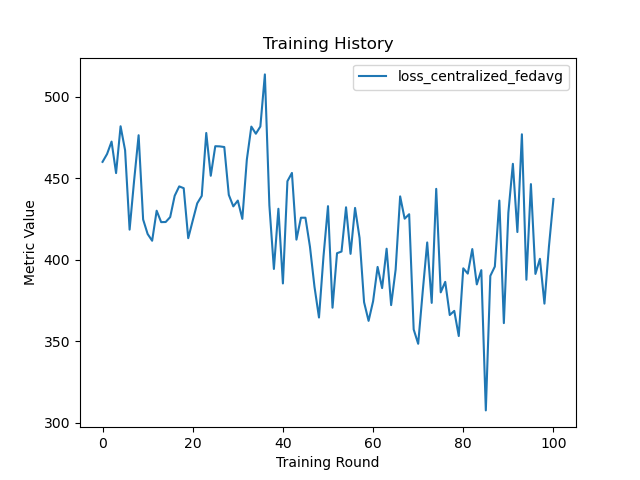 Training History
loss_centralized_fedavg
Metric Value
500
450
400
350
300
0 20 40 60 80 100
Training Round